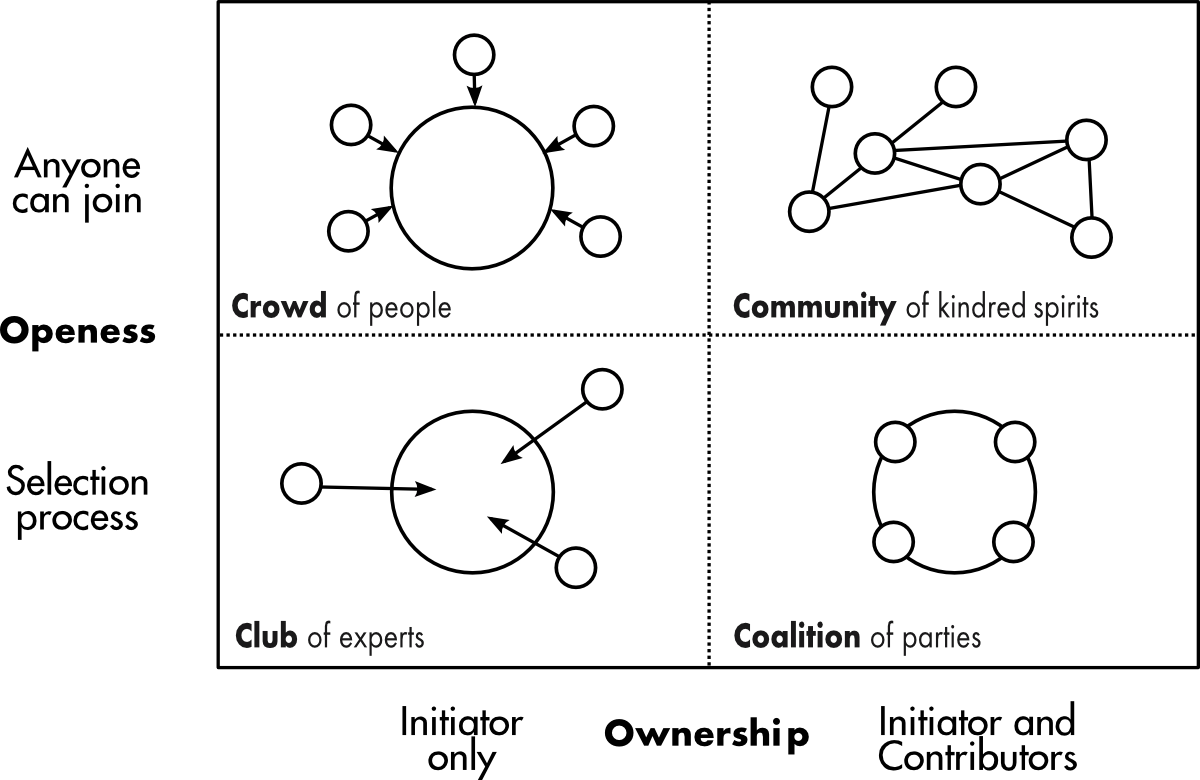 Anyone
can join
Crowd of people
Community of kindred spirits
Openess
Selection
process
Club of experts
Coalition of parties
Initiator
only
Ownership
Initiator and
Contributors